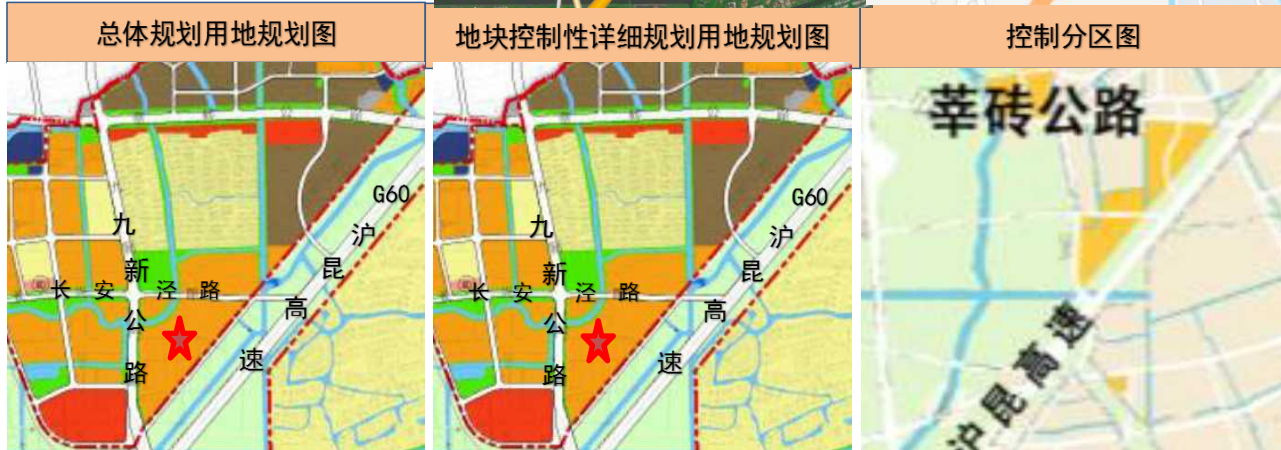 总体规划用地规划图
地块控制性详细规划用地规划图
控制分区图
九新公路
长安泾路
G60
沪昆高速
九新公路
长安泾路
G60
沪昆高速
莘砖公路
沪昆高速